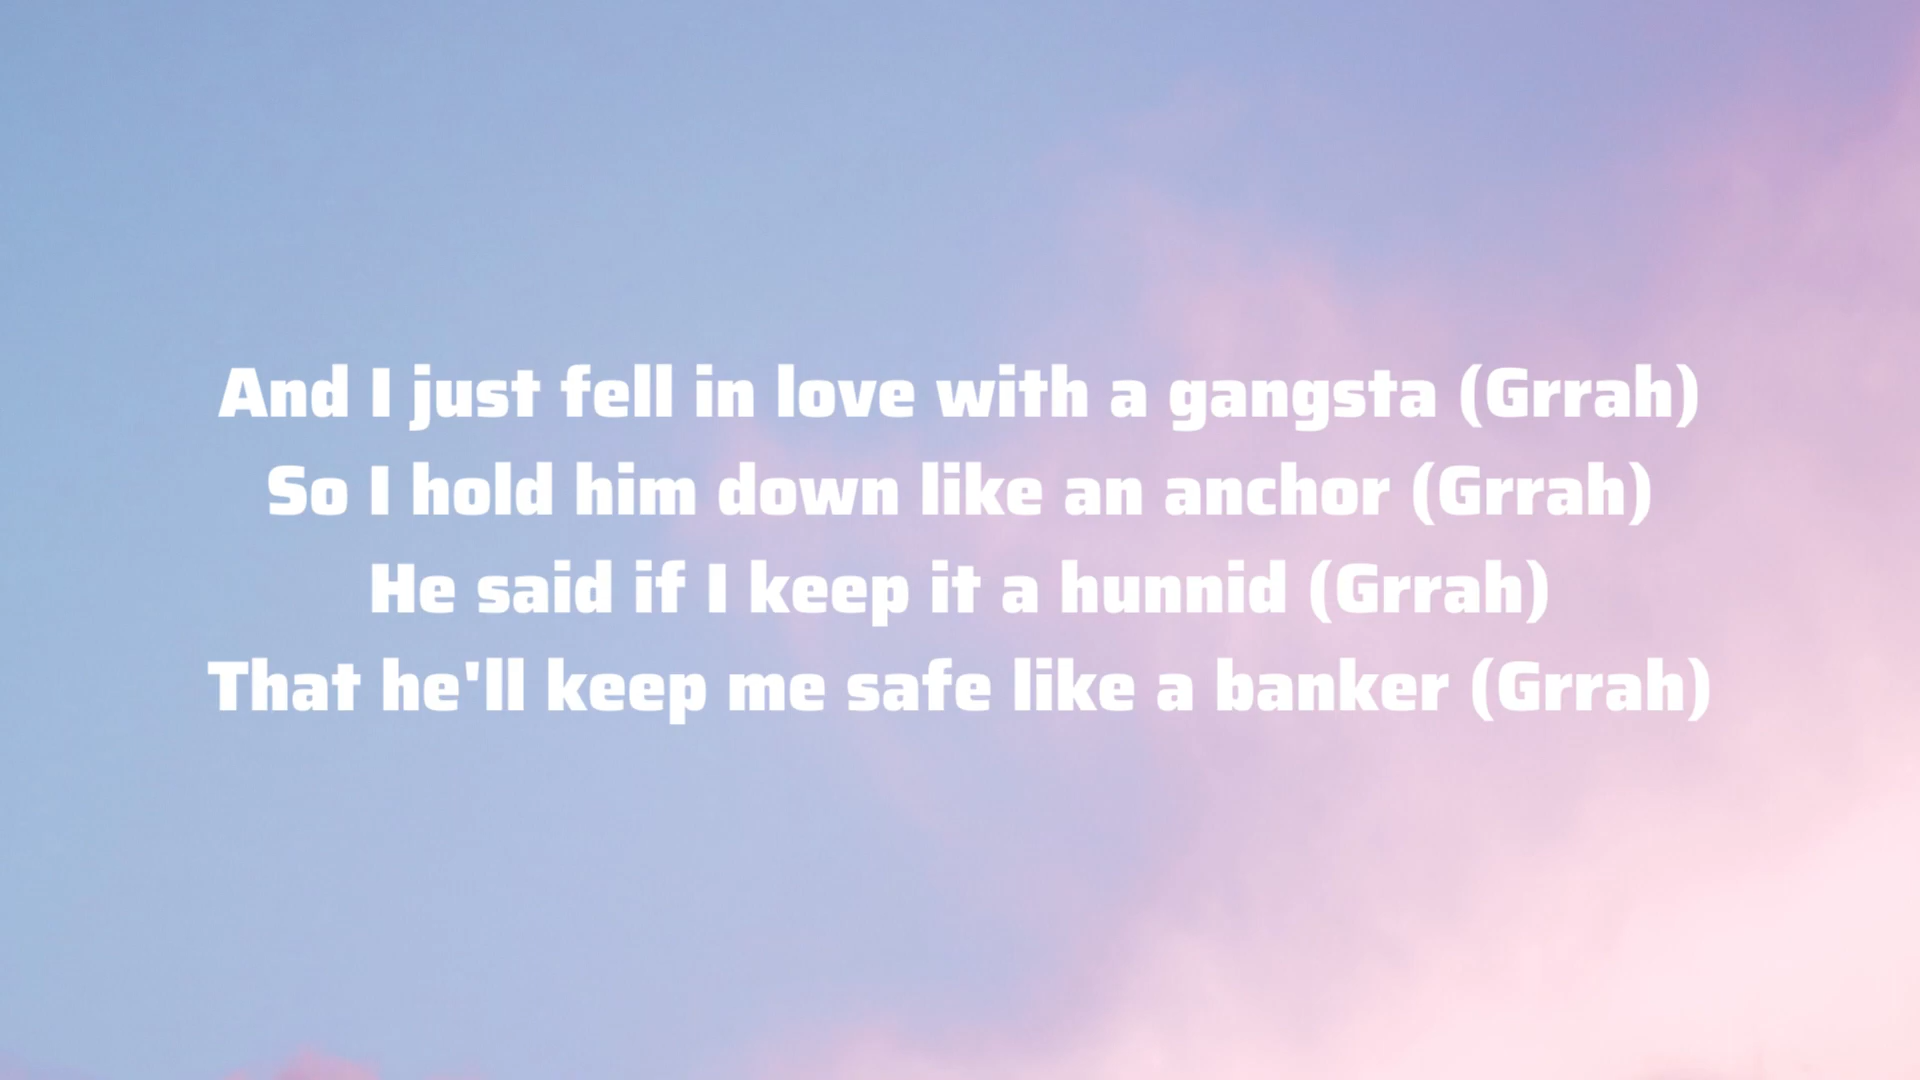 And I just fell in love with a gangsta (Grrah)
So I hold him down like an anchor (Grrah)
He said if I keep it a hunnid (Grrah)
That he'll keep me safe like a banker (Grrah)